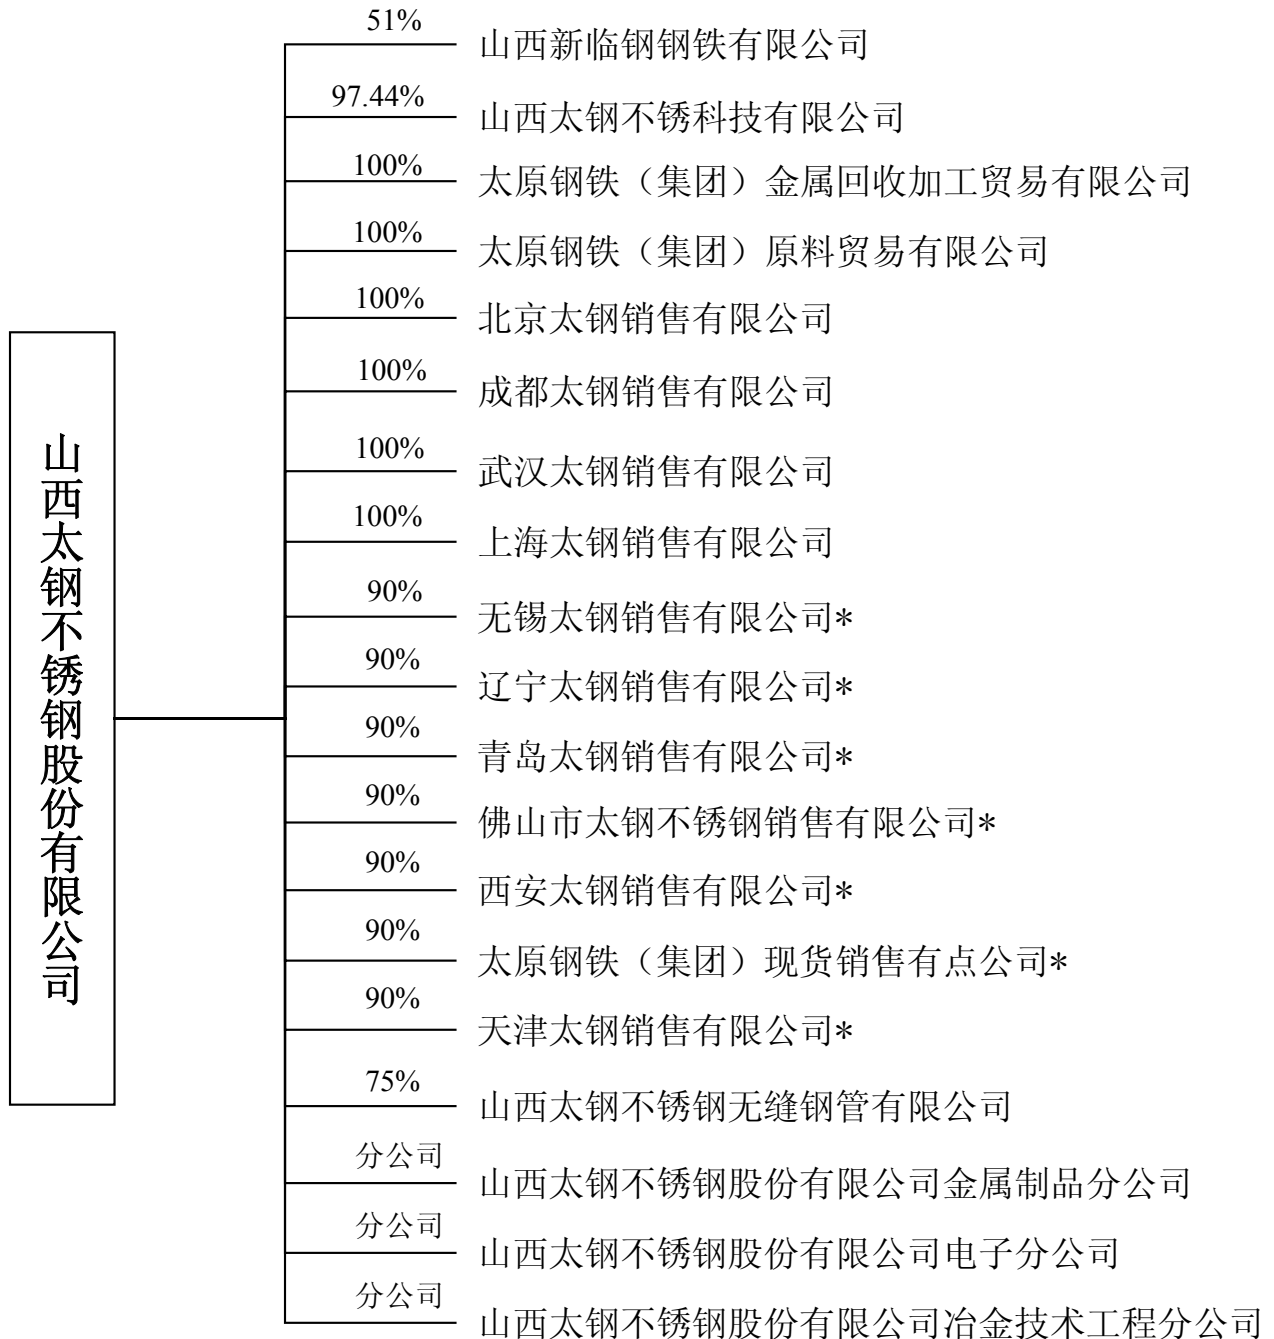 51%
山西新临钢钢铁有限公司
97.44%
山西太钢不锈科技有限公司
100%
太原钢铁（集团）金属回收加工贸易有限公司
100%
太原钢铁（集团）原料贸易有限公司
100%
北京太钢销售有限公司
100%
成都太钢销售有限公司
100%
武汉太钢销售有限公司
100%
上海太钢销售有限公司
90%
无锡太钢销售有限公司*
90%
辽宁太钢销售有限公司*
90%
青岛太钢销售有限公司*
90%
佛山市太钢不锈钢销售有限公司*
90%
西安太钢销售有限公司*
90%
太原钢铁（集团）现货销售有点公司*
90%
天津太钢销售有限公司*
75%
山西太钢不锈钢无缝钢管有限公司
分公司
山西太钢不锈钢股份有限公司金属制品分公司
分公司
山西太钢不锈钢股份有限公司电子分公司
分公司
山西太钢不锈钢股份有限公司冶金技术工程分公司
山西太钢不锈钢股份有限公司